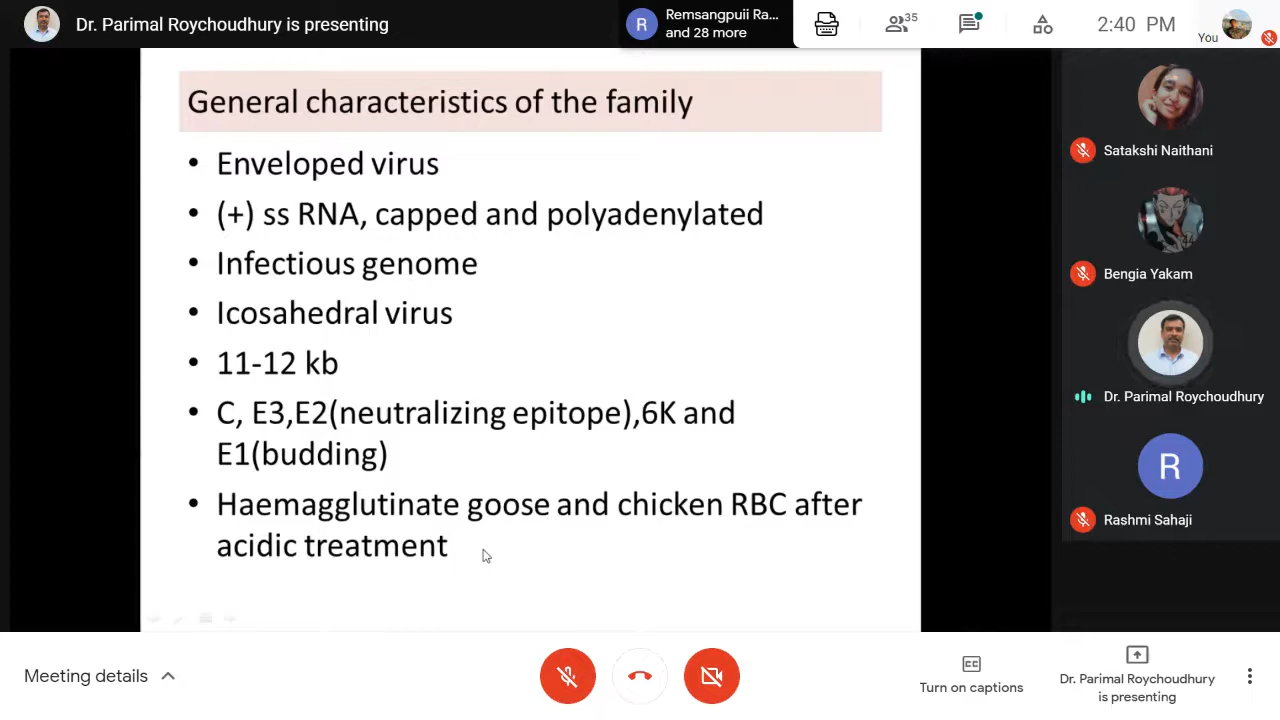 Dr. Parimal Roychoudhury is presenting
R
Remsangpuii Ra...
and 28 more
35
2:40 PM
You
General characteristics of the family
• Enveloped virus
• (+) ss RNA, capped and polyadenylated
• Infectious genome
• Icosahedral virus
• 11-12 kb
• C, E3,E2(neutralizing epitope),6K and
E1(budding)
• Haemagglutinate goose and chicken RBC after
acidic treatment
Satakshi Naithani
Bengia Yakam
Dr. Parimal Roychoudhury
R
Rashmi Sahaji
Meeting details
CC
Turn on captions
Dr. Parimal Roychoudhury
is presenting